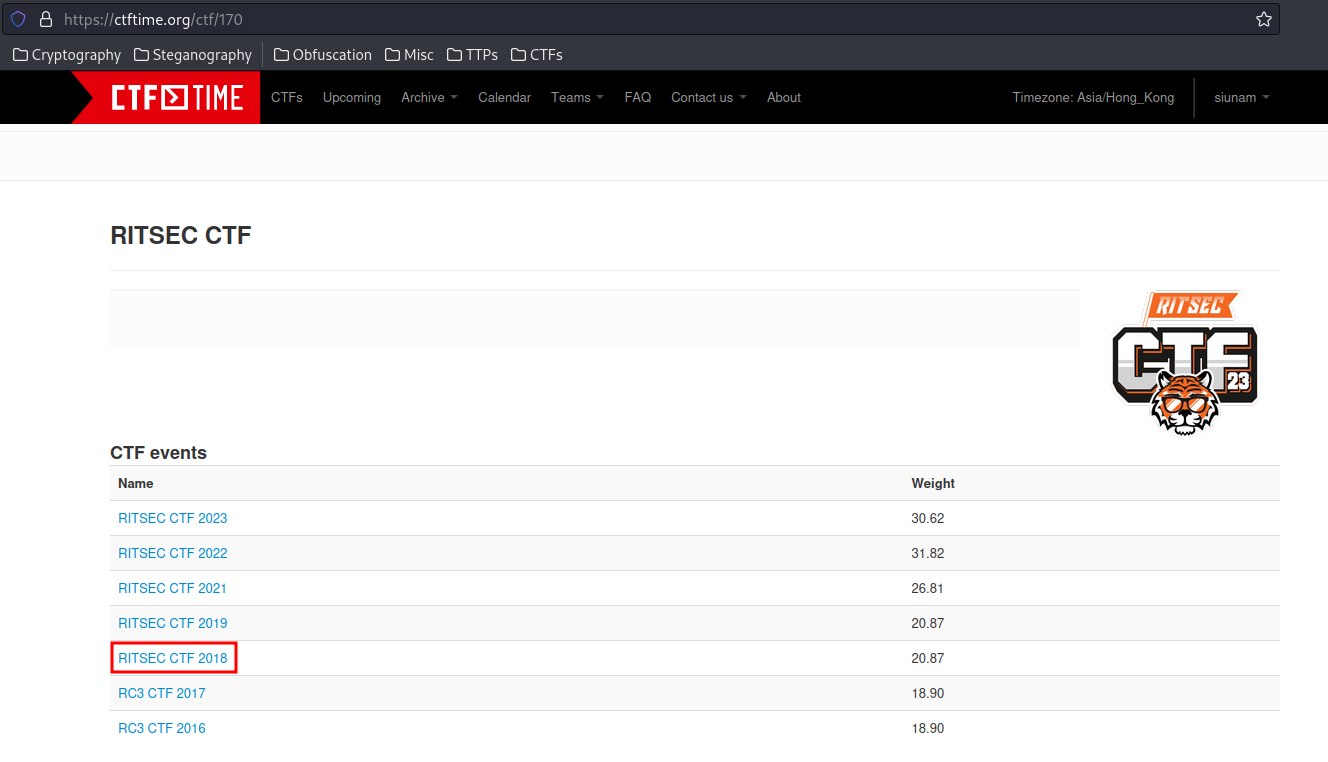 https://ctftime.org/ctf/170
Cryptography Steganography Obfuscation Misc TTPs CTFs
CTF TIME CTFs Upcoming Archive Calendar Teams FAQ Contact us About Timezone: Asia/Hong_Kong siunam
RITSEC CTF
RITSEC
CTF
23
CTF events
Name Weight
RITSEC CTF 2023 30.62
RITSEC CTF 2022 31.82
RITSEC CTF 2021 26.81
RITSEC CTF 2019 20.87
RITSEC CTF 2018 20.87
RC3 CTF 2017 18.90
RC3 CTF 2016 18.90